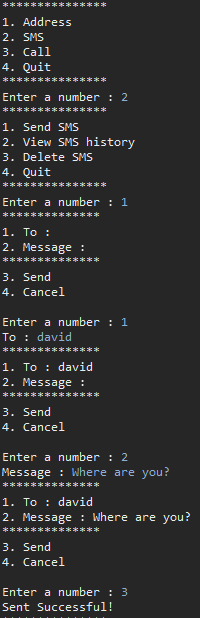 ***************
1. Address
2. SMS
3. Call
4. Quit
***************
Enter a number : 2
***************
1. Send SMS
2. View SMS history
3. Delete SMS
4. Quit
***************
Enter a number : 1
**************
1. To :
2. Message :
**************
3. Send
4. Cancel
Enter a number : 1
To : david
**************
1. To : david
2. Message :
**************
3. Send
4. Cancel
Enter a number : 2
Message : Where are you?
**************
1. To : david
2. Message : Where are you?
**************
3. Send
4. Cancel
Enter a number : 3
Sent Successful!
***************